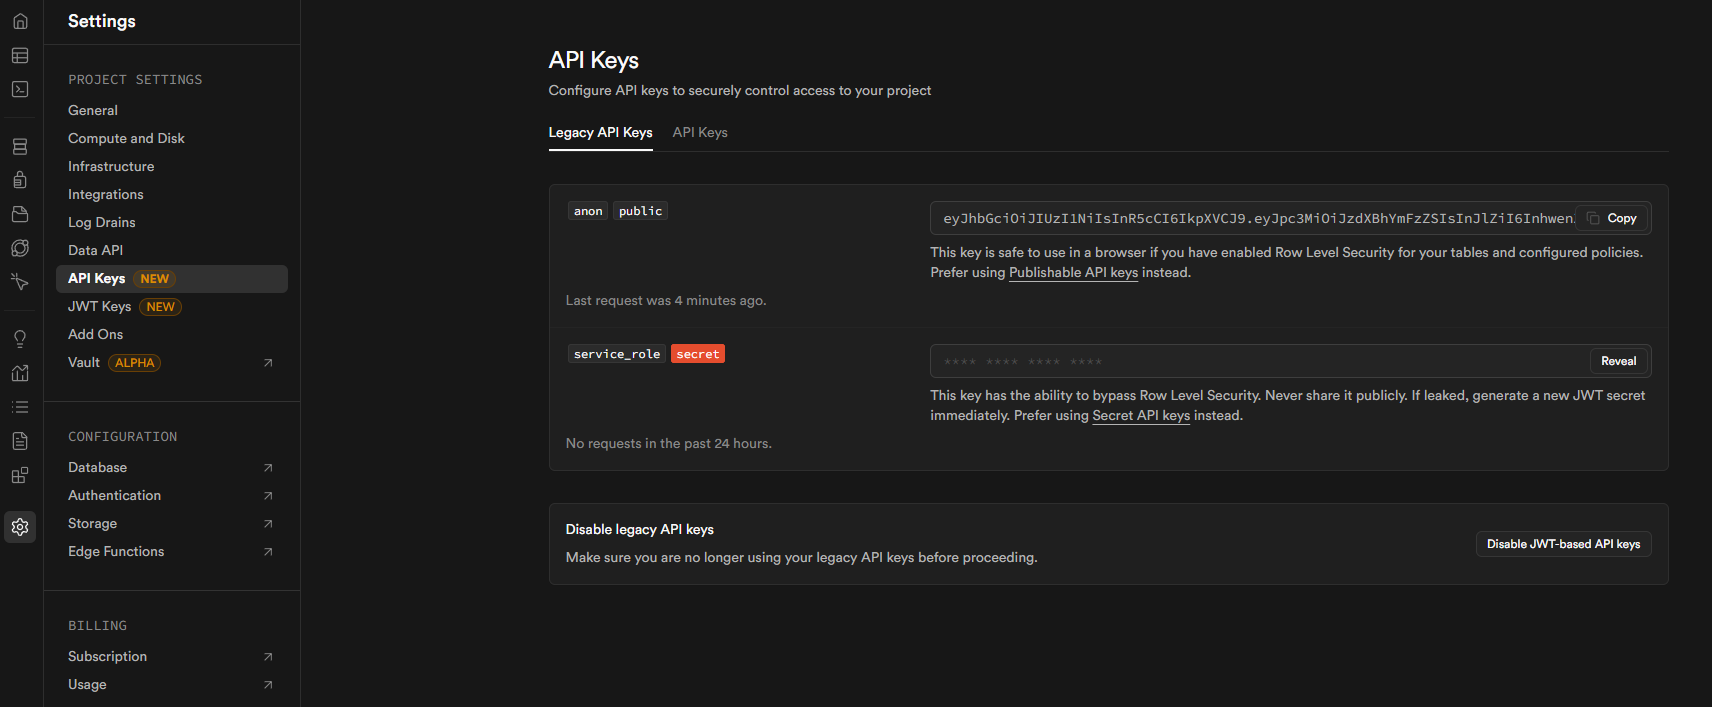 Settings
PROJECT SETTINGS
General
Compute and Disk
Infrastructure
Integrations
Log Drains
Data API
API Keys NEW
JWT Keys NEW
Add Ons
Vault ALPHA
CONFIGURATION
Database
Authentication
Storage
Edge Functions
BILLING
Subscription
Usage
API Keys
Configure API keys to securely control access to your project
Legacy API Keys API Keys
anon public
eyJhbGciOiJIUzI1NiIsInR5cCI6IkpXVCJ9.eyJpc3MiOiJzdXBhYmFzZSIsInJlZiI6Inhwen Copy
This key is safe to use in a browser if you have enabled Row Level Security for your tables and configured policies.
Prefer using Publishable API keys instead.
Last request was 4 minutes ago.
service_role secret
**** **** **** **** Reveal
This key has the ability to bypass Row Level Security. Never share it publicly. If leaked, generate a new JWT secret
immediately. Prefer using Secret API keys instead.
No requests in the past 24 hours.
Disable legacy API keys
Make sure you are no longer using your legacy API keys before proceeding.
Disable JWT-based API keys